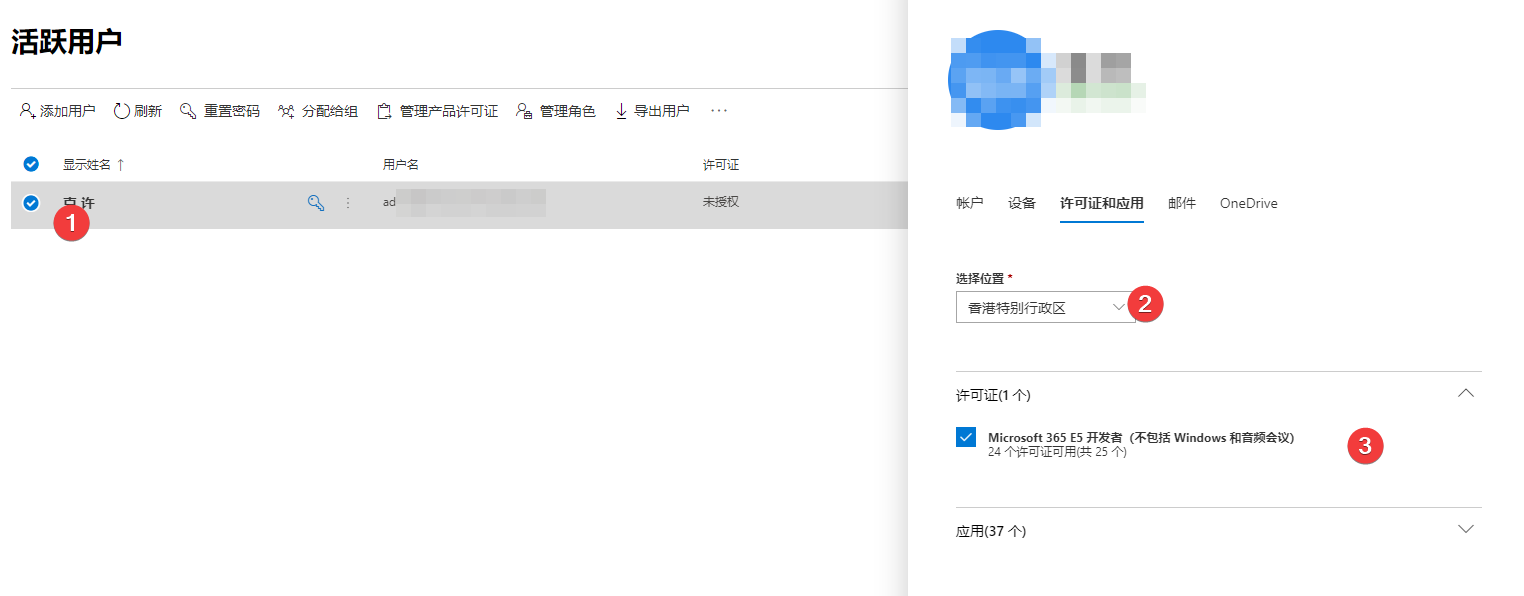 活跃用户
添加用户 刷新 重置密码 分配给组 管理产品许可证 管理角色 导出用户 ···
显示姓名 ↑ 用户名 许可证
许 ad 未授权
1
帐户 设备 许可证和应用 邮件 OneDrive
选择位置 *
香港特别行政区
2
许可证(1 个)
Microsoft 365 E5 开发者（不包括 Windows 和音频会议)
24 个许可证可用(共 25 个)
3
应用(37 个)